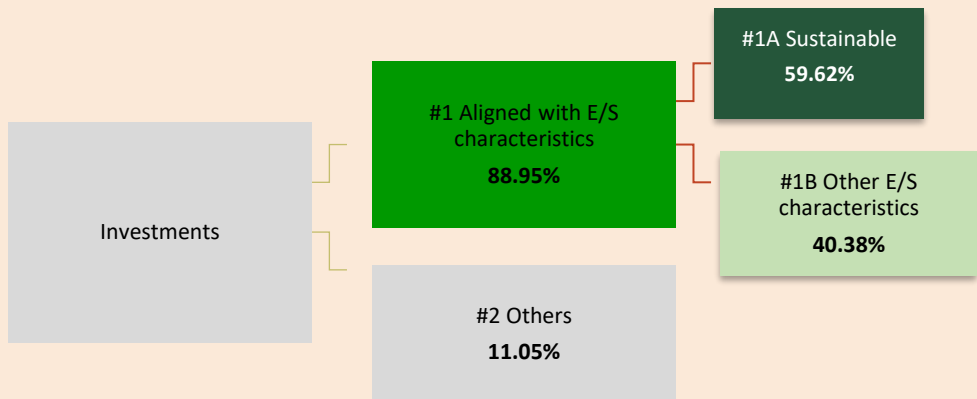 Investments
#1 Aligned with E/S
characteristics
88.95%
#2 Others
11.05%
#1A Sustainable
59.62%
#1B Other E/S
characteristics
40.38%